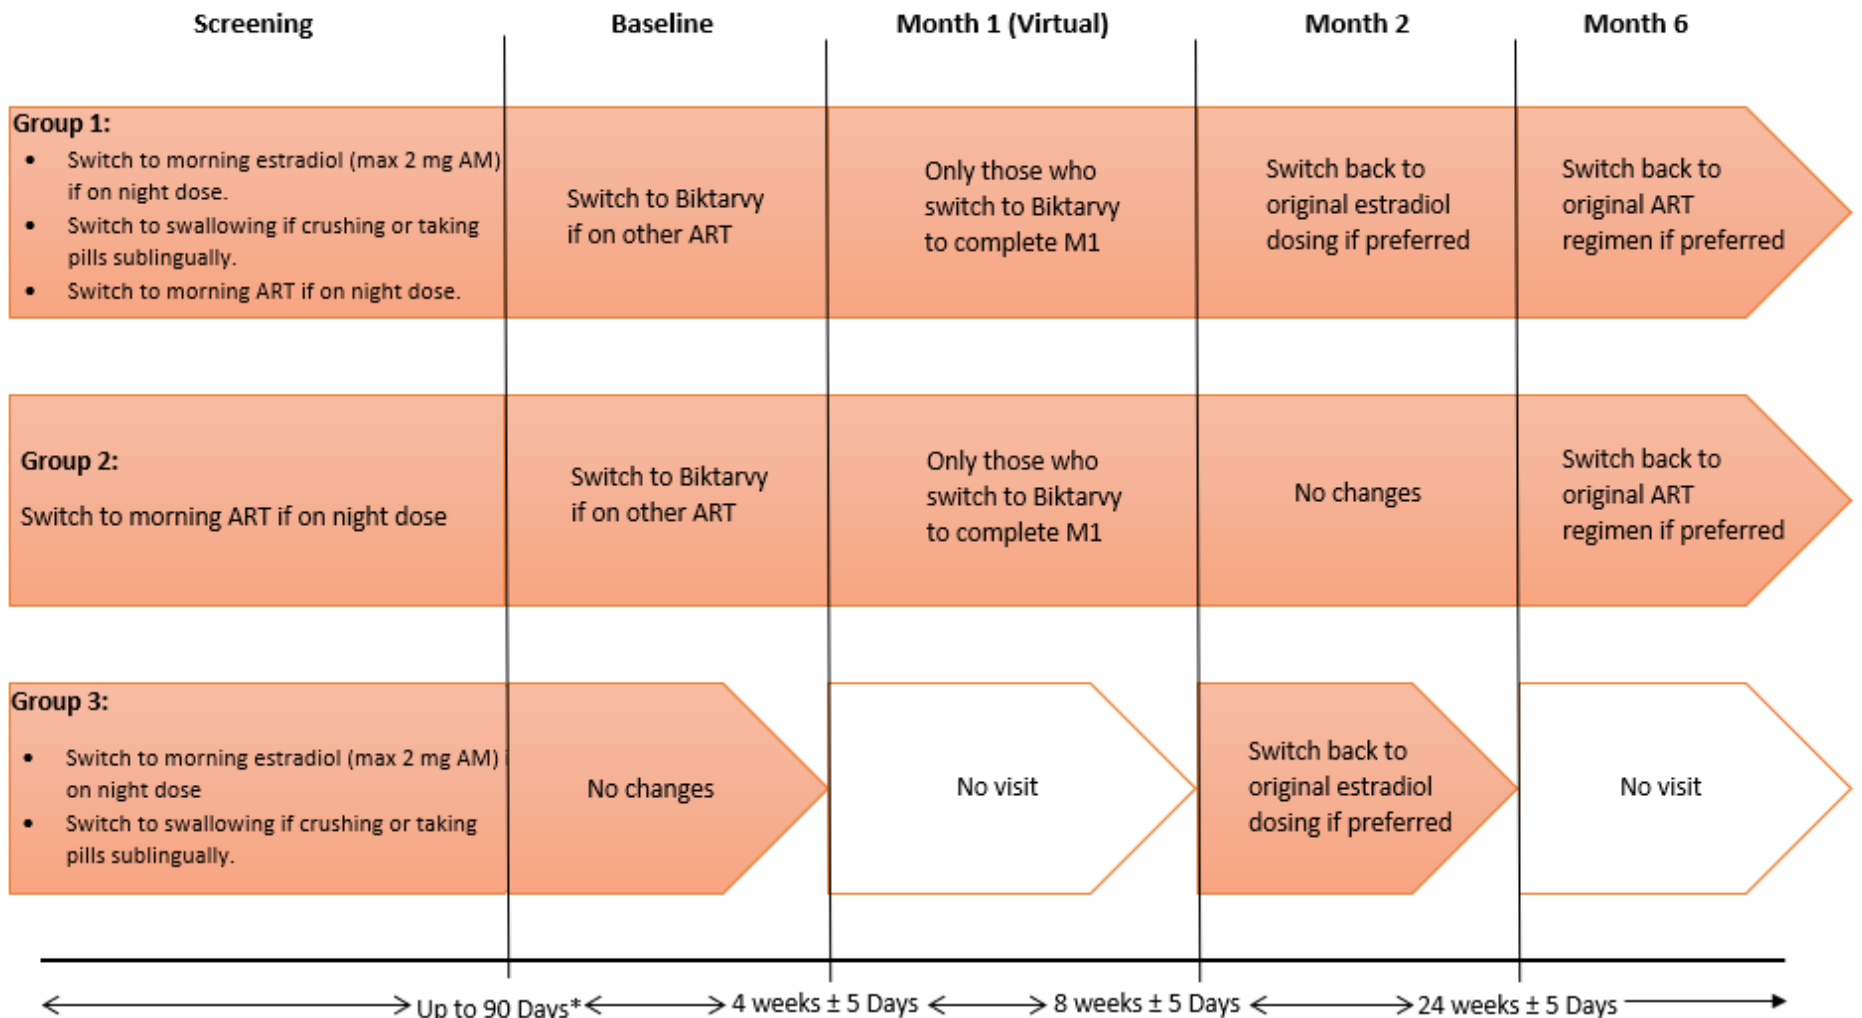 Screening
Baseline
Month 1 (Virtual)
Month 2
Month 6
Group 1:
• Switch to morning estradiol (max 2 mg AM)
if on night dose.
• Switch to swallowing if crushing or taking
pills sublingually.
• Switch to morning ART if on night dose.
Switch to Biktarvy
if on other ART
Only those who
switch to Biktarvy
to complete M1
Switch back to
original estradiol
dosing if preferred
Switch back to
original ART
regimen if preferred
Group 2:
Switch to morning ART if on night dose
Switch to Biktarvy
if on other ART
Only those who
switch to Biktarvy
to complete M1
No changes
Switch back to
original ART
regimen if preferred
Group 3:
• Switch to morning estradiol (max 2 mg AM)
on night dose
• Switch to swallowing if crushing or taking
pills sublingually.
No changes
No visit
Switch back to
original estradiol
dosing if preferred
No visit
Up to 90 Days*
4 weeks ± 5 Days
8 weeks ± 5 Days
24 weeks ± 5 Days